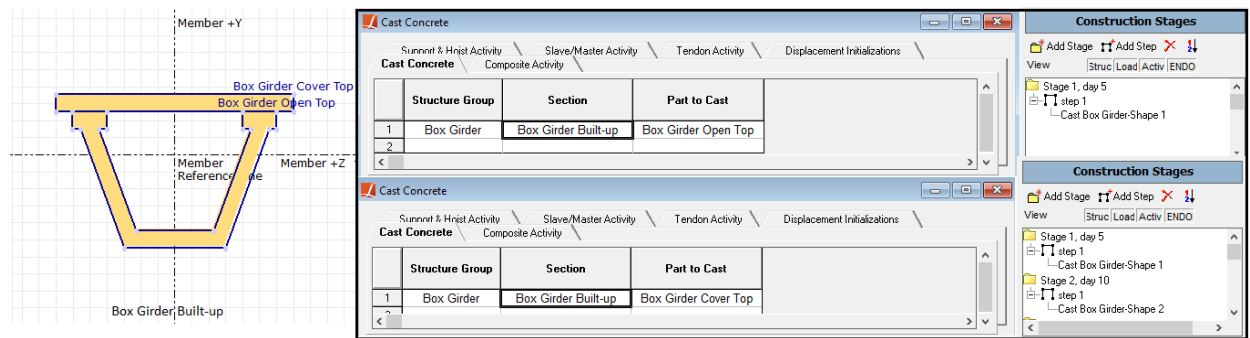 Member +Y
Box Girder Cover Top
Box Girder Open Top
Member
Reference Line
Member +Z
Box Girder Built-up
Cast Concrete
Support & Hoist Activity
Slave/Master Activity
Tendon Activity
Displacement Initializations
Cast Concrete
Composite Activity
Structure Group
Section
Part to Cast
1
Box Girder
Box Girder Built-up
Box Girder Open Top
2
Construction Stages
Add Stage
Add Step
View
Struc
Load
Activ
ENDO
Stage 1, day 5
step 1
Cast Box Girder-Shape 1
Cast Concrete
Support & Hoist Activity
Slave/Master Activity
Tendon Activity
Displacement Initializations
Cast Concrete
Composite Activity
Structure Group
Section
Part to Cast
1
Box Girder
Box Girder Built-up
Box Girder Cover Top
Construction Stages
Add Stage
Add Step
View
Struc
Load
Activ
ENDO
Stage 1, day 5
step 1
Cast Box Girder-Shape 1
Stage 2, day 10
step 1
Cast Box Girder-Shape 2